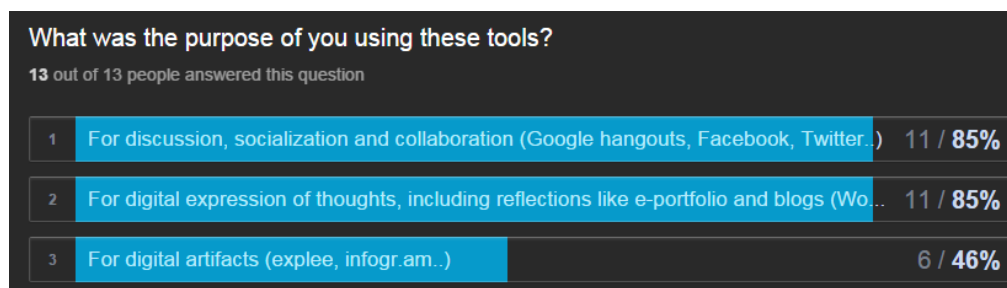 What was the purpose of you using these tools?
13 out of 13 people answered this question
1 For discussion, socialization and collaboration (Google hangouts, Facebook, Twitter..) 11 / 85%
2 For digital expression of thoughts, including reflections like e-portfolio and blogs (Wo... 11 / 85%
3 For digital artifacts (explee, infogr.am..) 6 / 46%